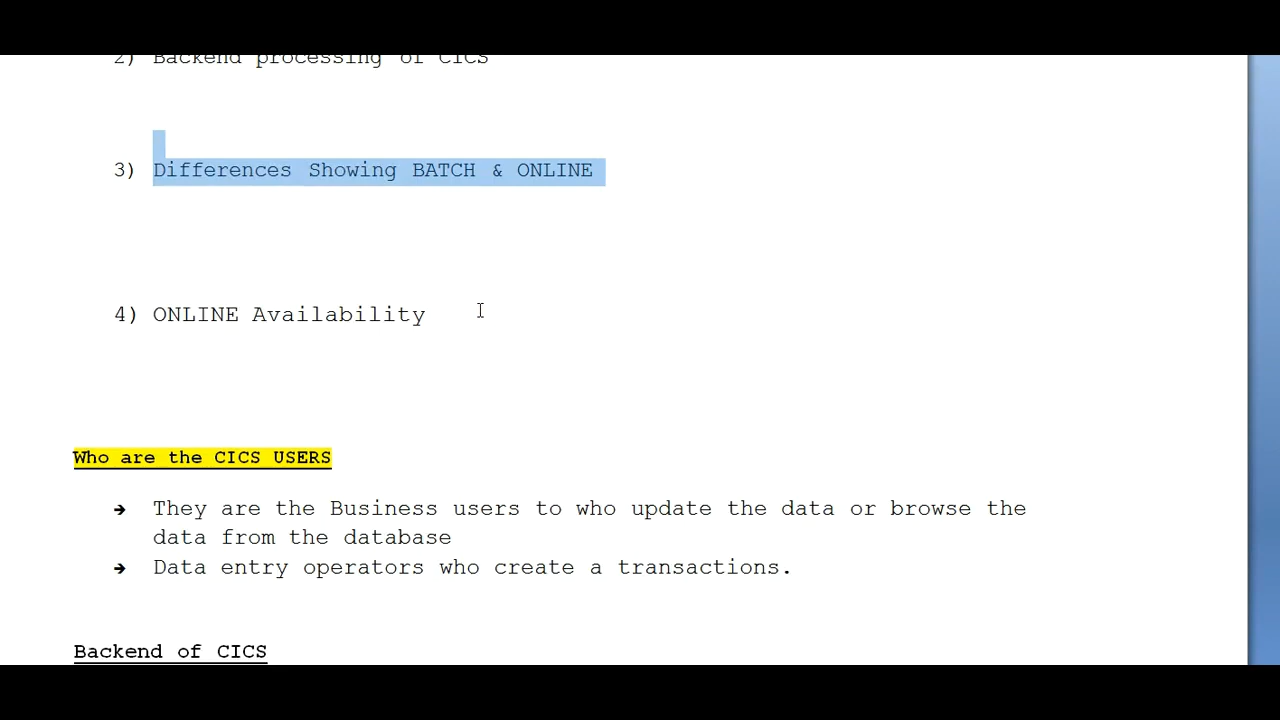 2) Backend processing of CICS
3) Differences Showing BATCH & ONLINE
4) ONLINE Availability
Who are the CICS USERS
➔ They are the Business users to who update the data or browse the
data from the database
➔ Data entry operators who create a transactions.
Backend of CICS